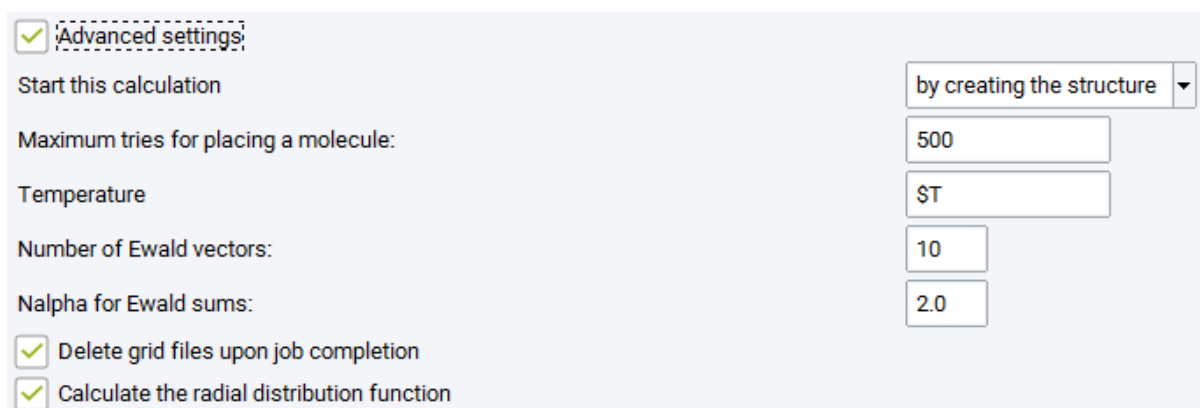 Advanced settings
Start this calculation by creating the structure
Maximum tries for placing a molecule: 500
Temperature $T
Number of Ewald vectors: 10
Nalpha for Ewald sums: 2.0
Delete grid files upon job completion
Calculate the radial distribution function